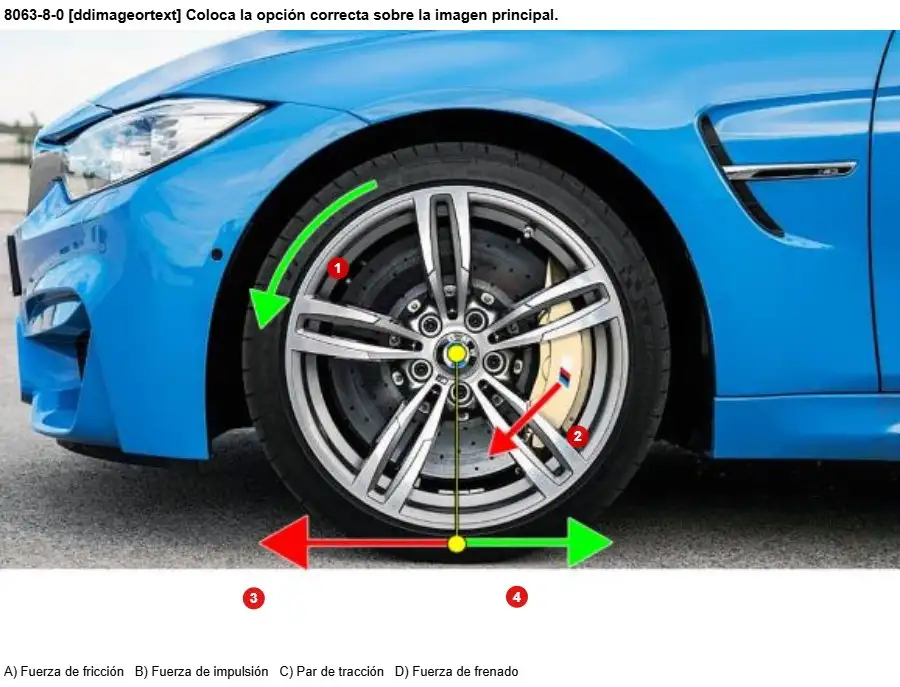 8063-8-0 [ddimageortext] Coloca la opción correcta sobre la imagen principal.
1
2
3
4
A) Fuerza de fricción B) Fuerza de impulsión C) Par de tracción D) Fuerza de frenado